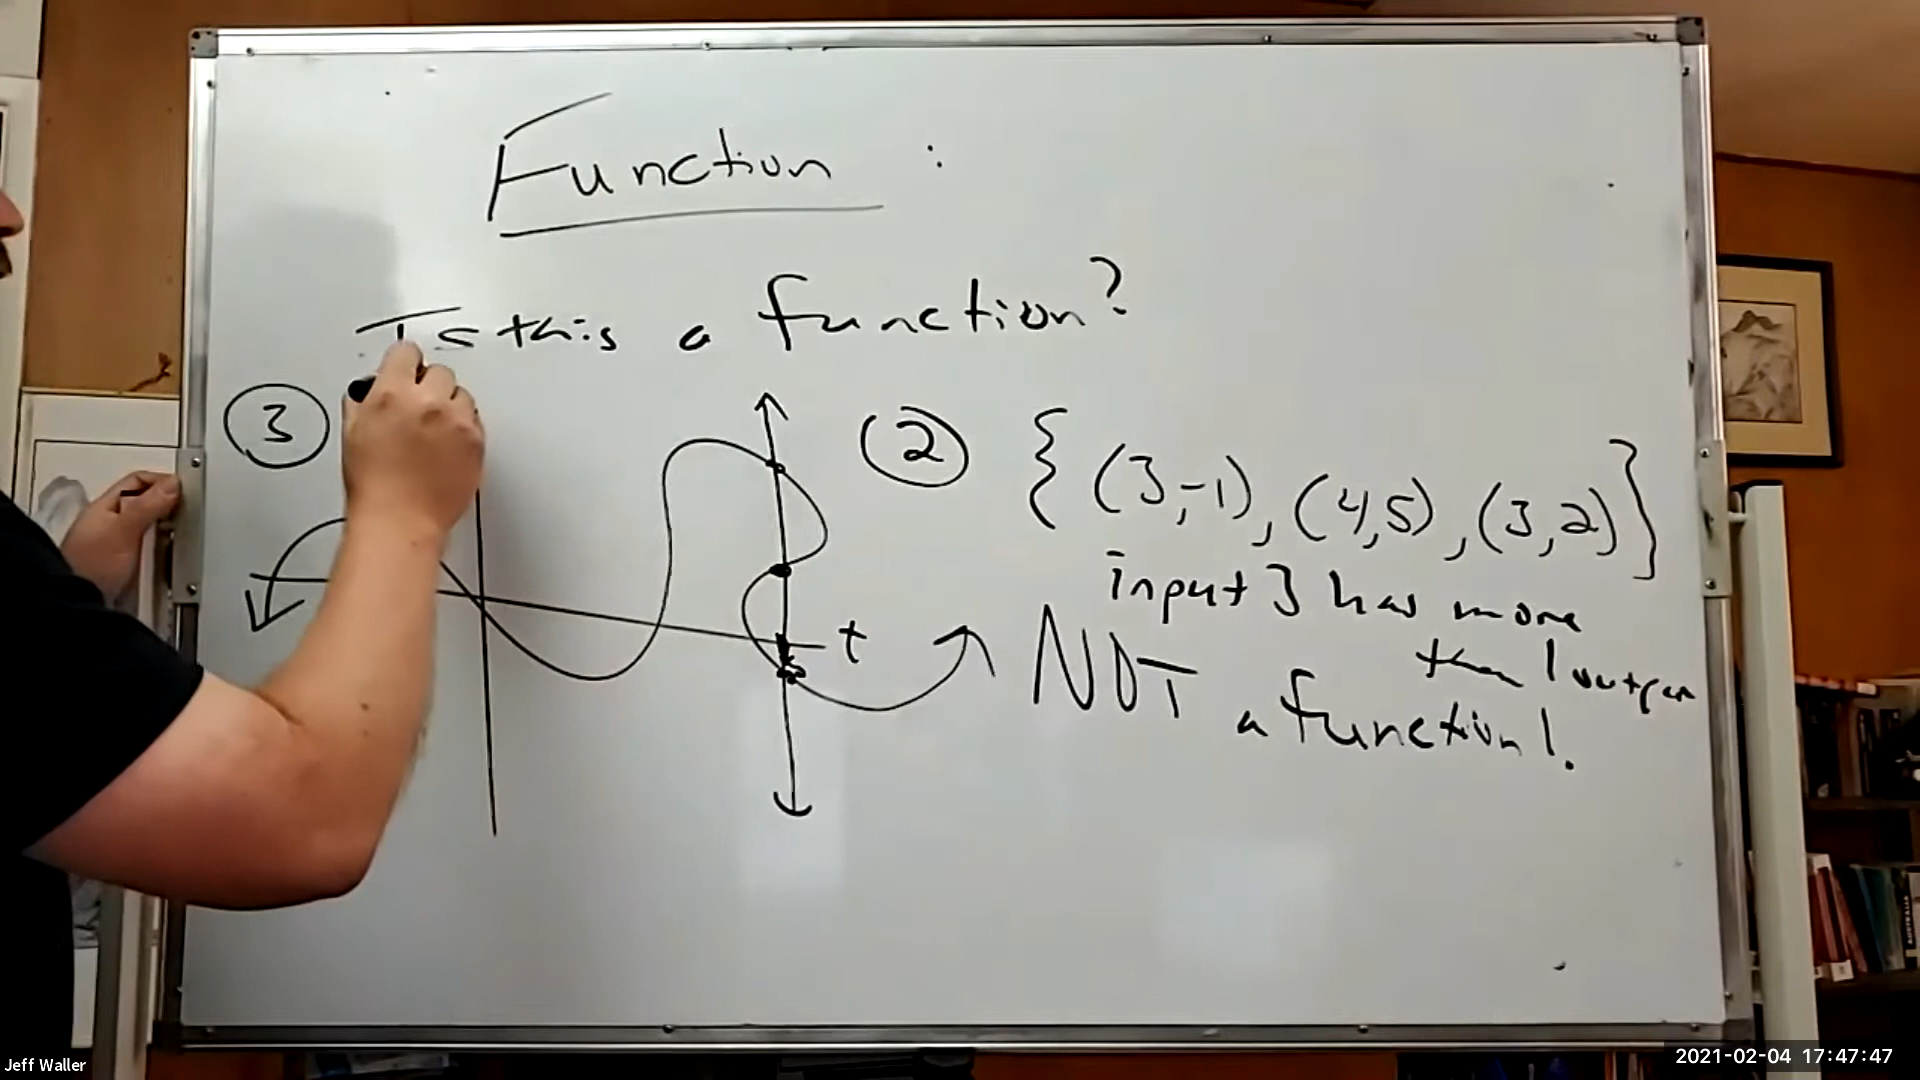 Function :
Is this a function?
3
t
2 { (3,-1), (4,5), (3,2) }
input 3 has more
than 1
NOT a function!.
Jeff Waller
2021-02-04 17:47:47